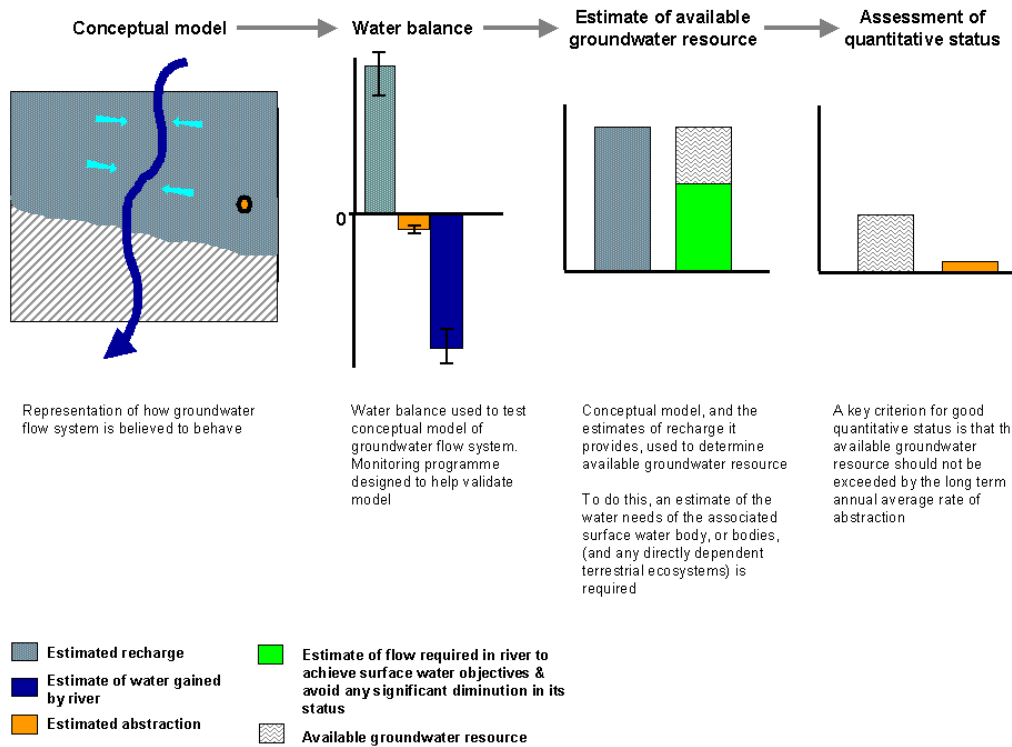 Conceptual model
Water balance
Estimate of available
groundwater resource
Assessment of
quantitative status
0
Representation of how groundwater
flow system is believed to behave
Water balance used to test
conceptual model of
groundwater flow system.
Monitoring programme
designed to help validate
model
Conceptual model, and the
estimates of recharge it
provides, used to determine
available groundwater resource
To do this, an estimate of the
water needs of the associated
surface water body, or bodies,
(and any directly dependent
terrestrial ecosystems) is
required
A key criterion for good
quantitative status is that th
available groundwater
resource should not be
exceeded by the long term
annual average rate of
abstraction
Estimated recharge
Estimate of water gained
by river
Estimated abstraction
Estimate of flow required in river to
achieve surface water objectives &
avoid any significant diminution in its
status
Available groundwater resource